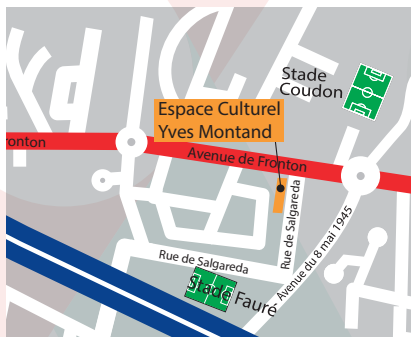 Stade
Coudon
Espace Culturel
Yves Montand
ronton
Avenue de Fronton
Rue de Salgareda
Avenue du 8 mai 1945
Rue de Salgareda
Stade Fauré